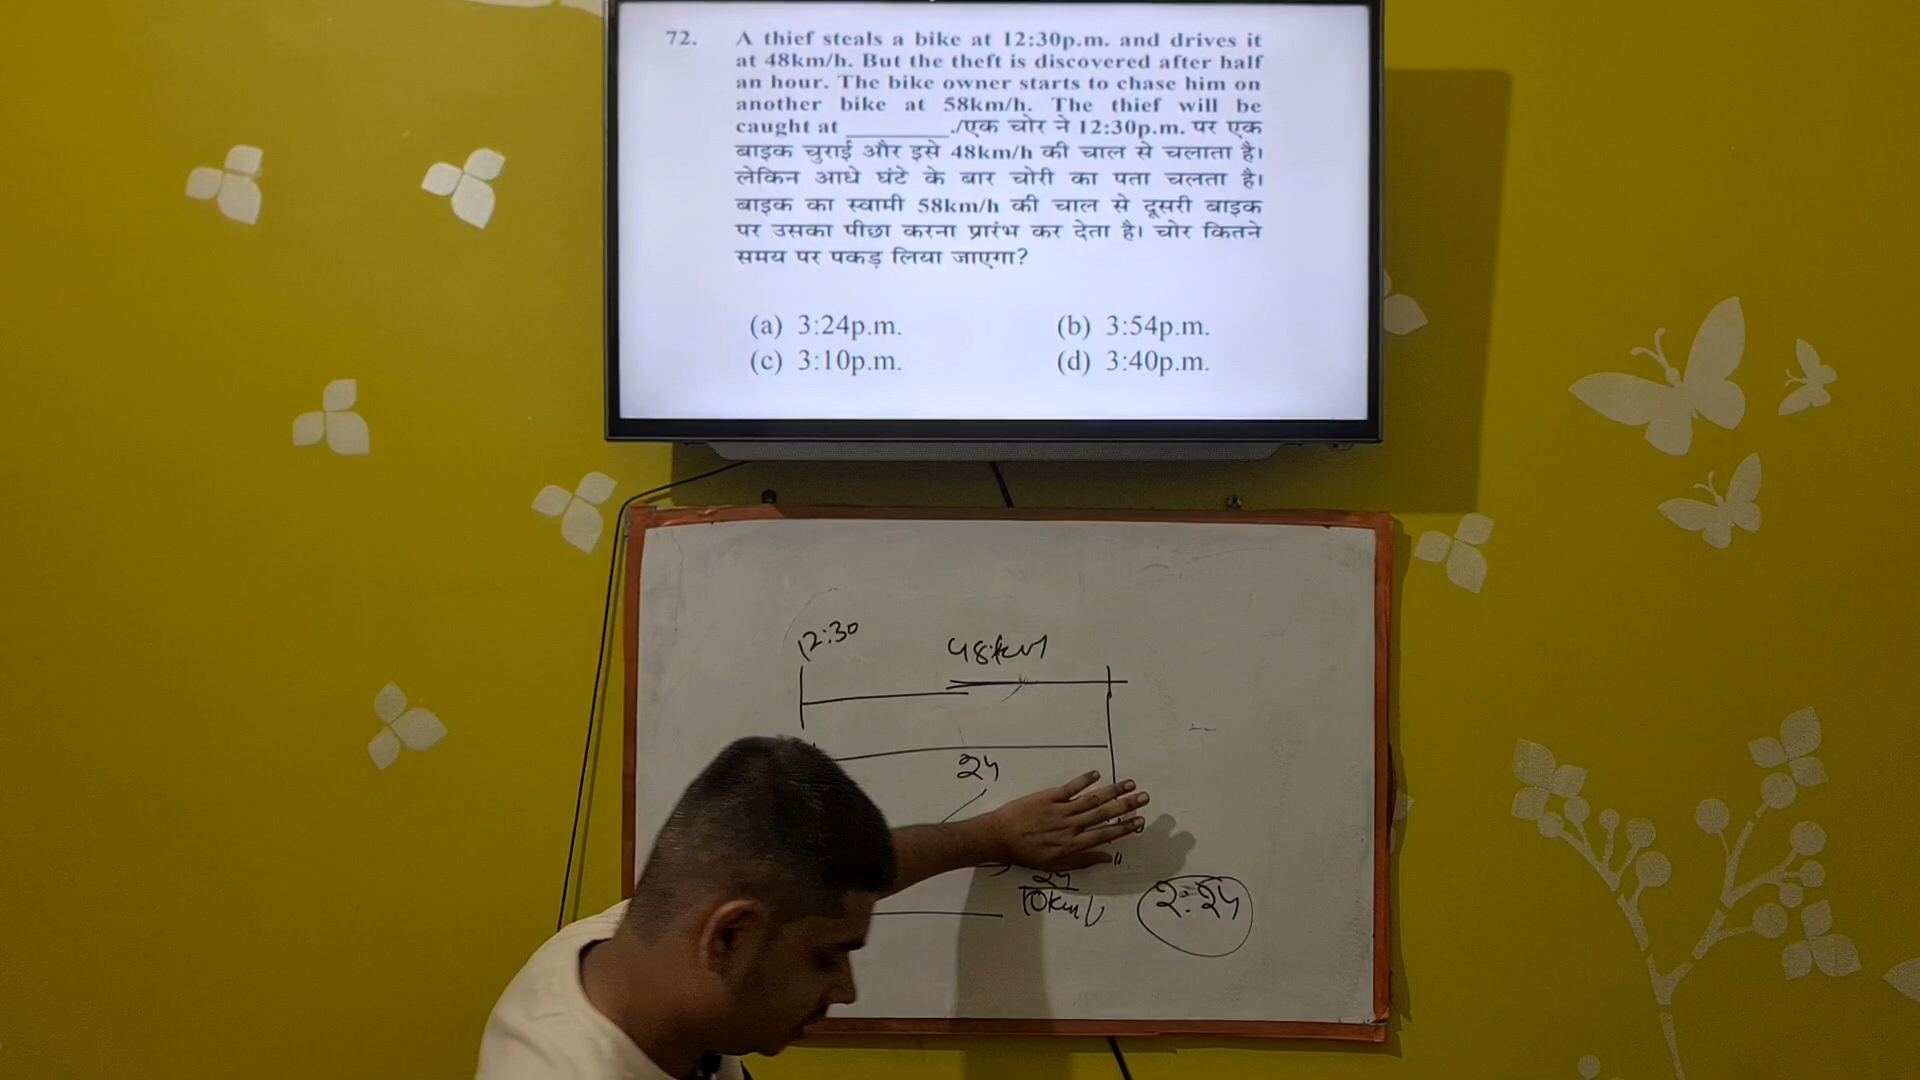 72. A thief steals a bike at 12:30p.m. and drives it
at 48km/h. But the theft is discovered after half
an hour. The bike owner starts to chase him on
another bike at 58km/h. The thief will be
caught at ________./एक चोर ने 12:30p.m. पर एक
बाइक चुराई और इसे 48km/h की चाल से चलाता है।
लेकिन आधे घंटे के बार चोरी का पता चलता है।
बाइक का स्वामी 58km/h की चाल से दूसरी बाइक
पर उसका पीछा करना प्रारंभ कर देता है। चोर कितने
समय पर पकड़ लिया जाएगा?
(a) 3:24p.m. (b) 3:54p.m.
(c) 3:10p.m. (d) 3:40p.m.
12:30
48km
24
24
10km/
2:24